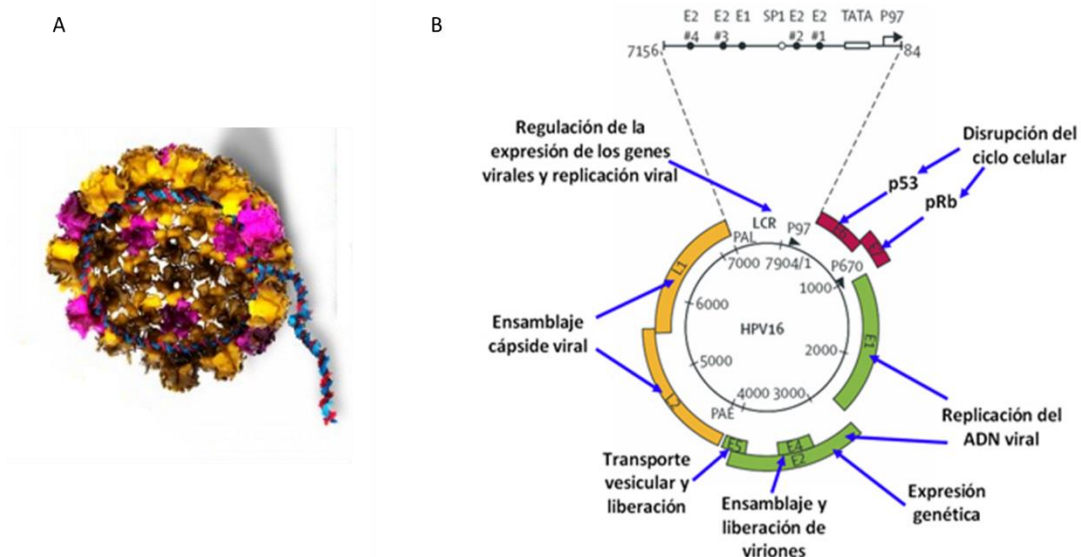 A
B
E2 E2 E1 SP1 E2 E2 TATA P97
#4 #3 #2 #1
7156 84
Regulación de la
expresión de los genes
virales y replicación viral
Disrupción del
ciclo celular
p53
pRb
LCR
P97
PAL
7000 7904/1
P670
1000
L1
6000
HPV16
E1
2000
Ensamblaje
cápside viral
5000
L2
4000 3000
PAE
E5
E4
E2
Replicación del
ADN viral
Transporte
vesicular y
liberación
Ensamblaje y
liberación de
viriones
Expresión
genética